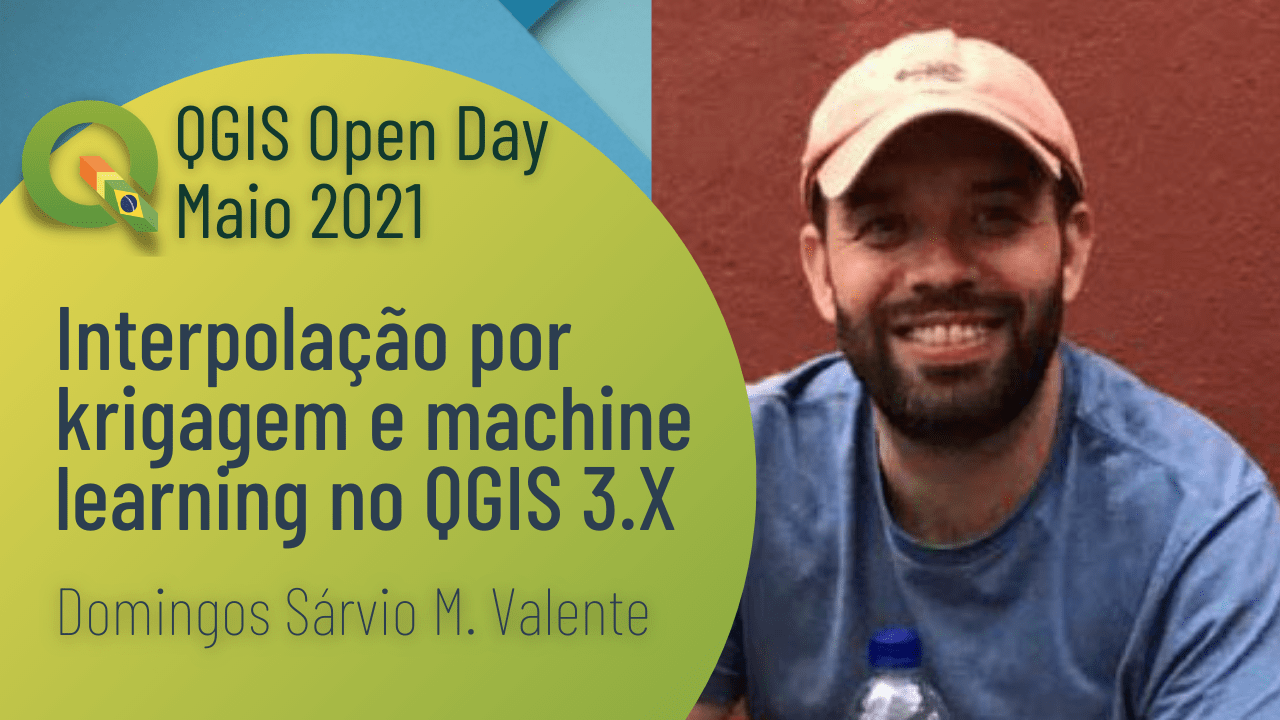 QGIS Open Day
Maio 2021
Interpolação por
krigagem e machine
learning no QGIS 3.X
Domingos Sárvio M. Valente